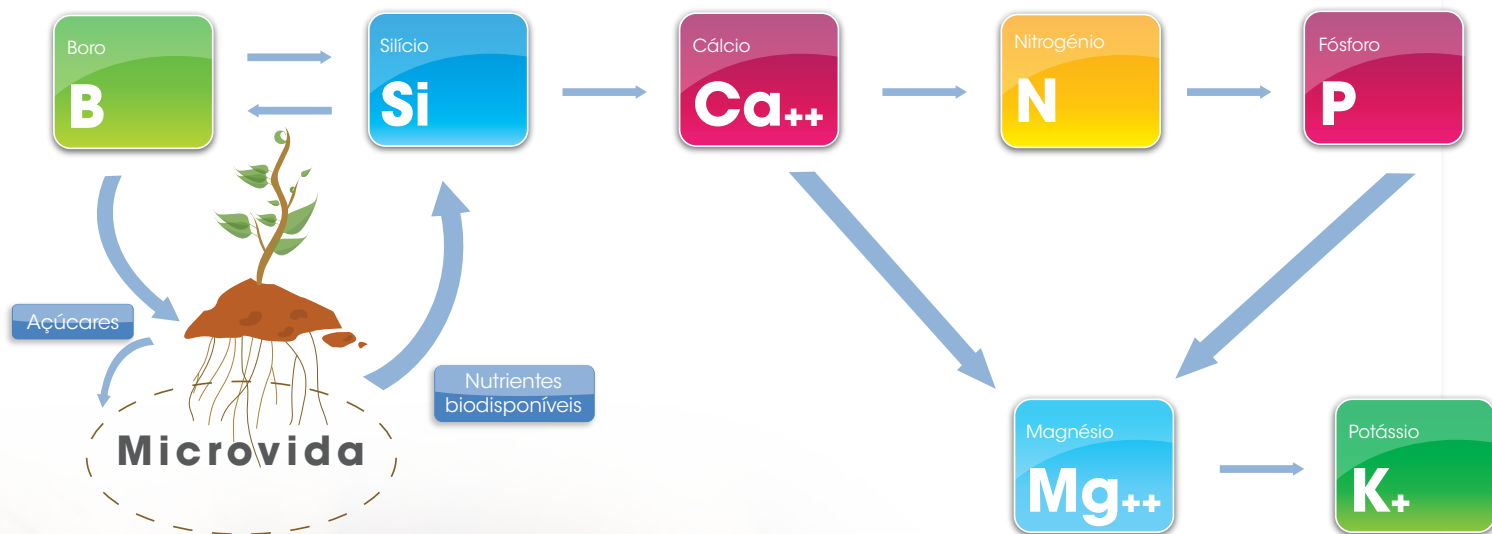 Boro
B
Silício
Si
Cálcio
Ca++
Nitrogénio
N
Fósforo
P
Açúcares
Nutrientes
biodisponíveis
Microvida
Magnésio
Mg++
Potássio
K+